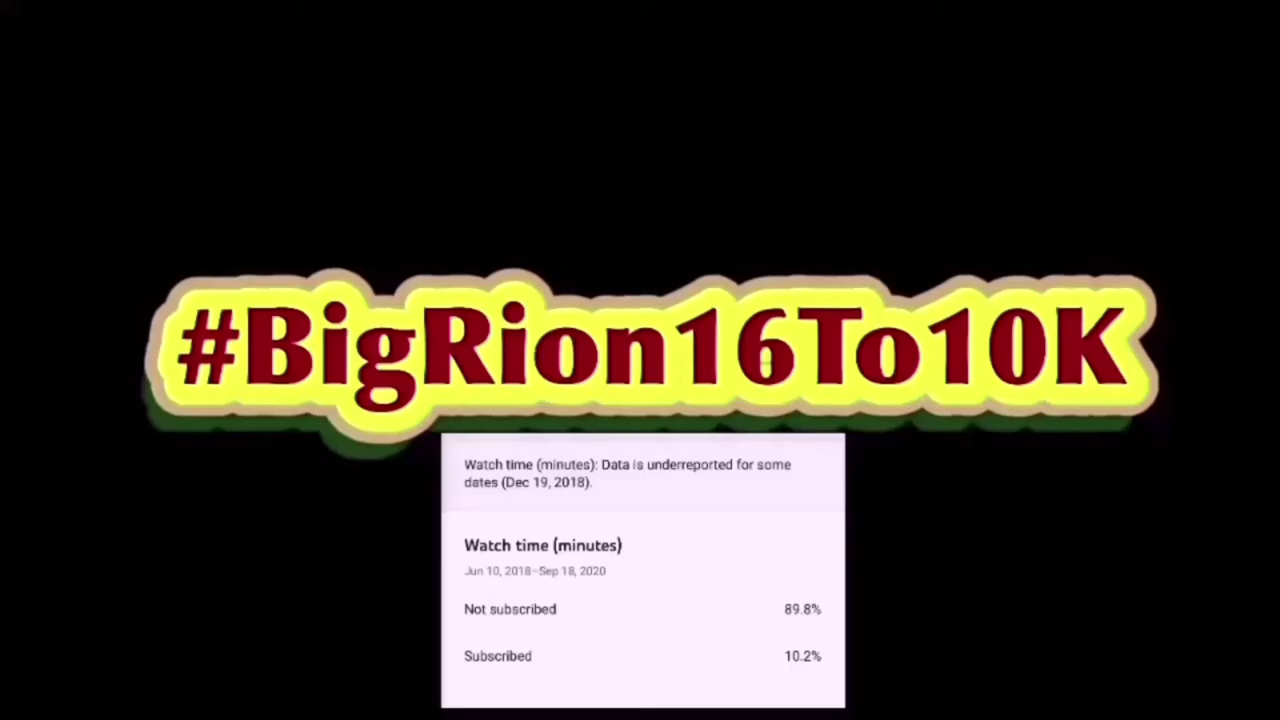 #BigRion16To10K
Watch time (minutes): Data is underreported for some
dates (Dec 19, 2018).
Watch time (minutes)
Jun 10, 2018–Sep 18, 2020
Not subscribed 89.8%
Subscribed 10.2%